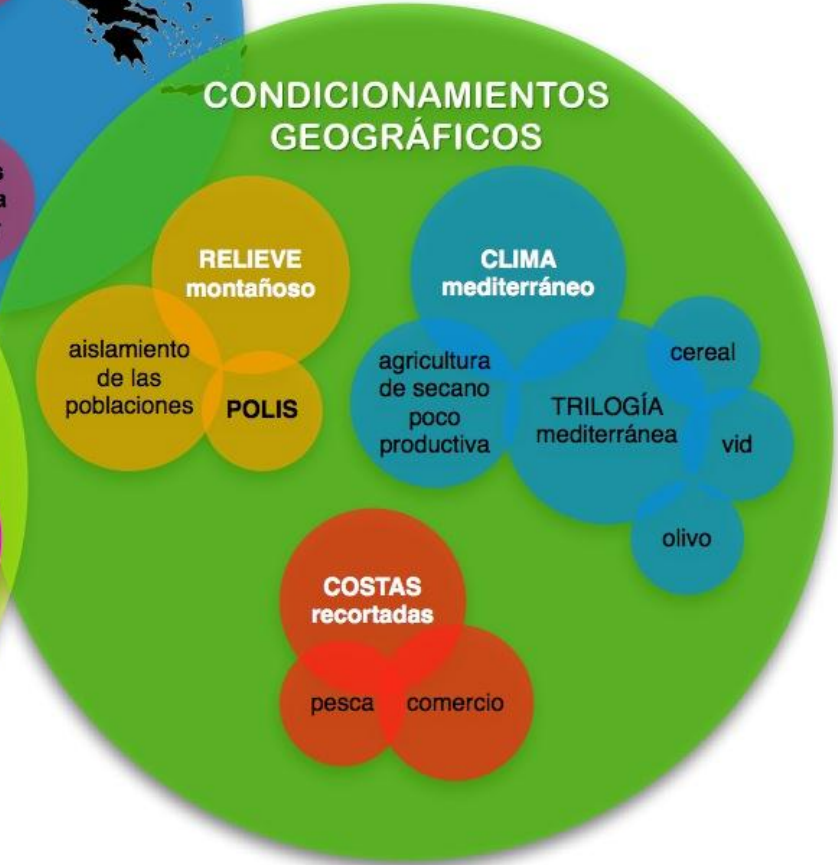 CONDICIONAMIENTOS
GEOGRÁFICOS
RELIEVE
montañoso
aislamiento
de las
poblaciones
POLIS
CLIMA
mediterráneo
agricultura
de secano
poco
productiva
TRILOGÍA
mediterránea
cereal
vid
olivo
COSTAS
recortadas
pesca
comercio